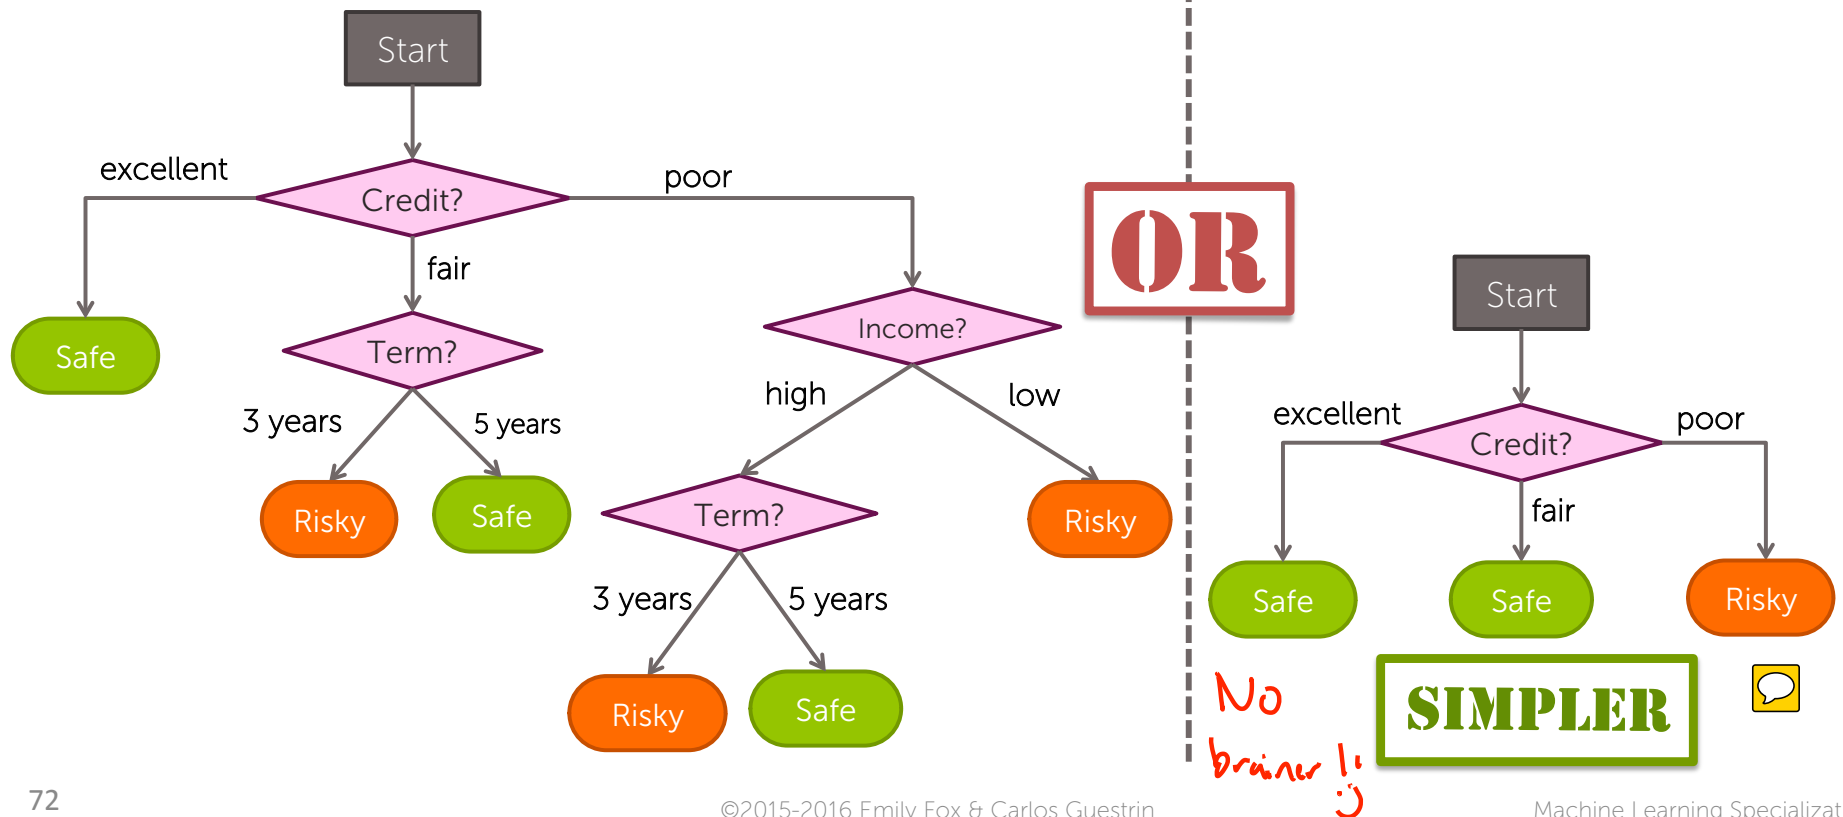 Start
excellent
Credit?
poor
fair
Safe
Term?
Income?
3 years
5 years
high
low
Risky
Safe
Term?
Risky
3 years
5 years
Risky
Safe
OR
Start
excellent
Credit?
poor
fair
Safe
Safe
Risky
No
brainer!!
SIMPLER
72
©2015-2016 Emily Fox & Carlos Guestrin
Machine Learning Specializat